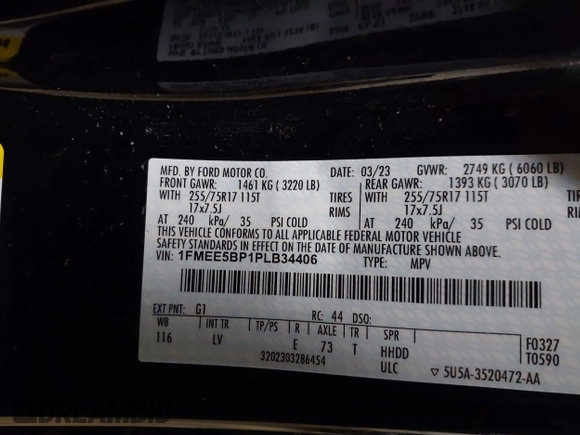 MFD. BY FORD MOTOR CO. DATE: 03/23 GVWR: 2749 KG ( 6060 LB)
FRONT GAWR: 1461 KG ( 3220 LB) REAR GAWR: 1393 KG ( 3070 LB)
WITH 255/75R17 115T TIRES WITH 255/75R17 115T
17x7.5J RIMS 17x7.5J
AT 240 kPa/ 35 PSI COLD AT 240 kPa/ 35 PSI COLD
THIS VEHICLE CONFORMS TO ALL APPLICABLE FEDERAL MOTOR VEHICLE
SAFETY STANDARDS IN EFFECT ON THE DATE OF MANUFACTURE SHOWN ABOVE.
VIN: 1FMEE5BP1PLB34406 TYPE: MPV
EXT PNT: G1 RC: 44 DSO:
WB INT TR TP/PS R AXLE TR SPR
116 LV E 73 T HHDD
ULC
F0327
T0590
3202303286454
5U5A-3520472-AA
DREAMBID